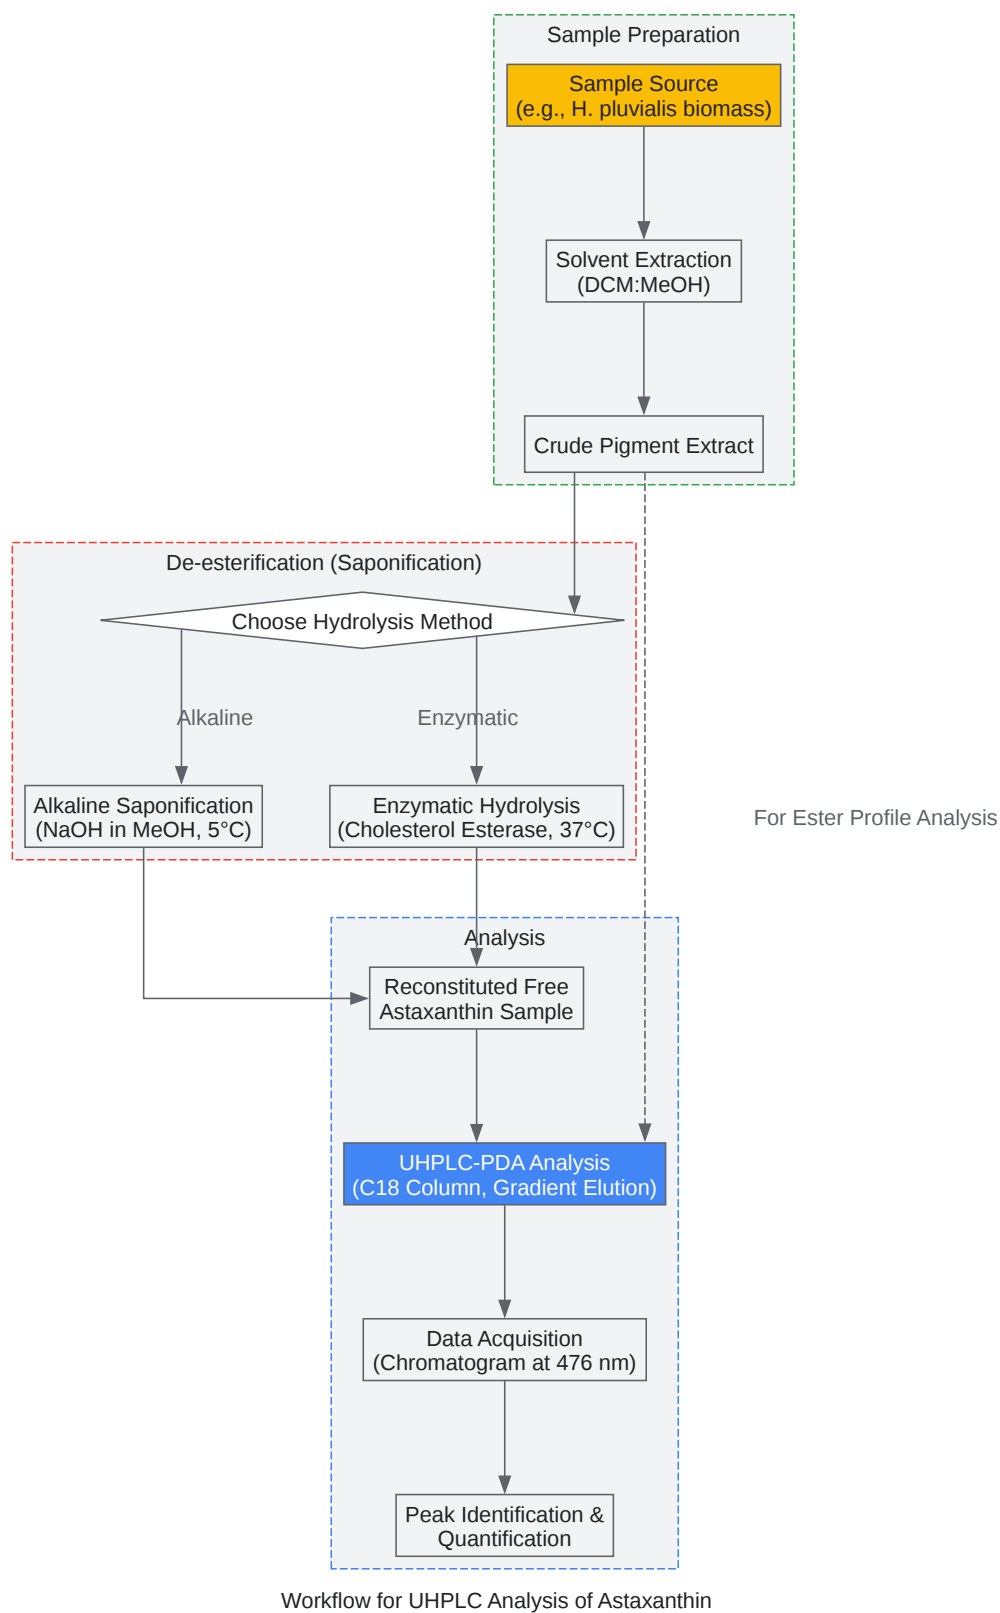 Sample Preparation
Sample Source
(e.g., H. pluvialis biomass)
Solvent Extraction
(DCM:MeOH)
Crude Pigment Extract
De-esterification (Saponification)
Choose Hydrolysis Method
Alkaline
Enzymatic
Alkaline Saponification
(NaOH in MeOH, 5°C)
Enzymatic Hydrolysis
(Cholesterol Esterase, 37°C)
For Ester Profile Analysis
Analysis
Reconstituted Free
Astaxanthin Sample
UHPLC-PDA Analysis
(C18 Column, Gradient Elution)
Data Acquisition
(Chromatogram at 476 nm)
Peak Identification &
Quantification
Workflow for UHPLC Analysis of Astaxanthin